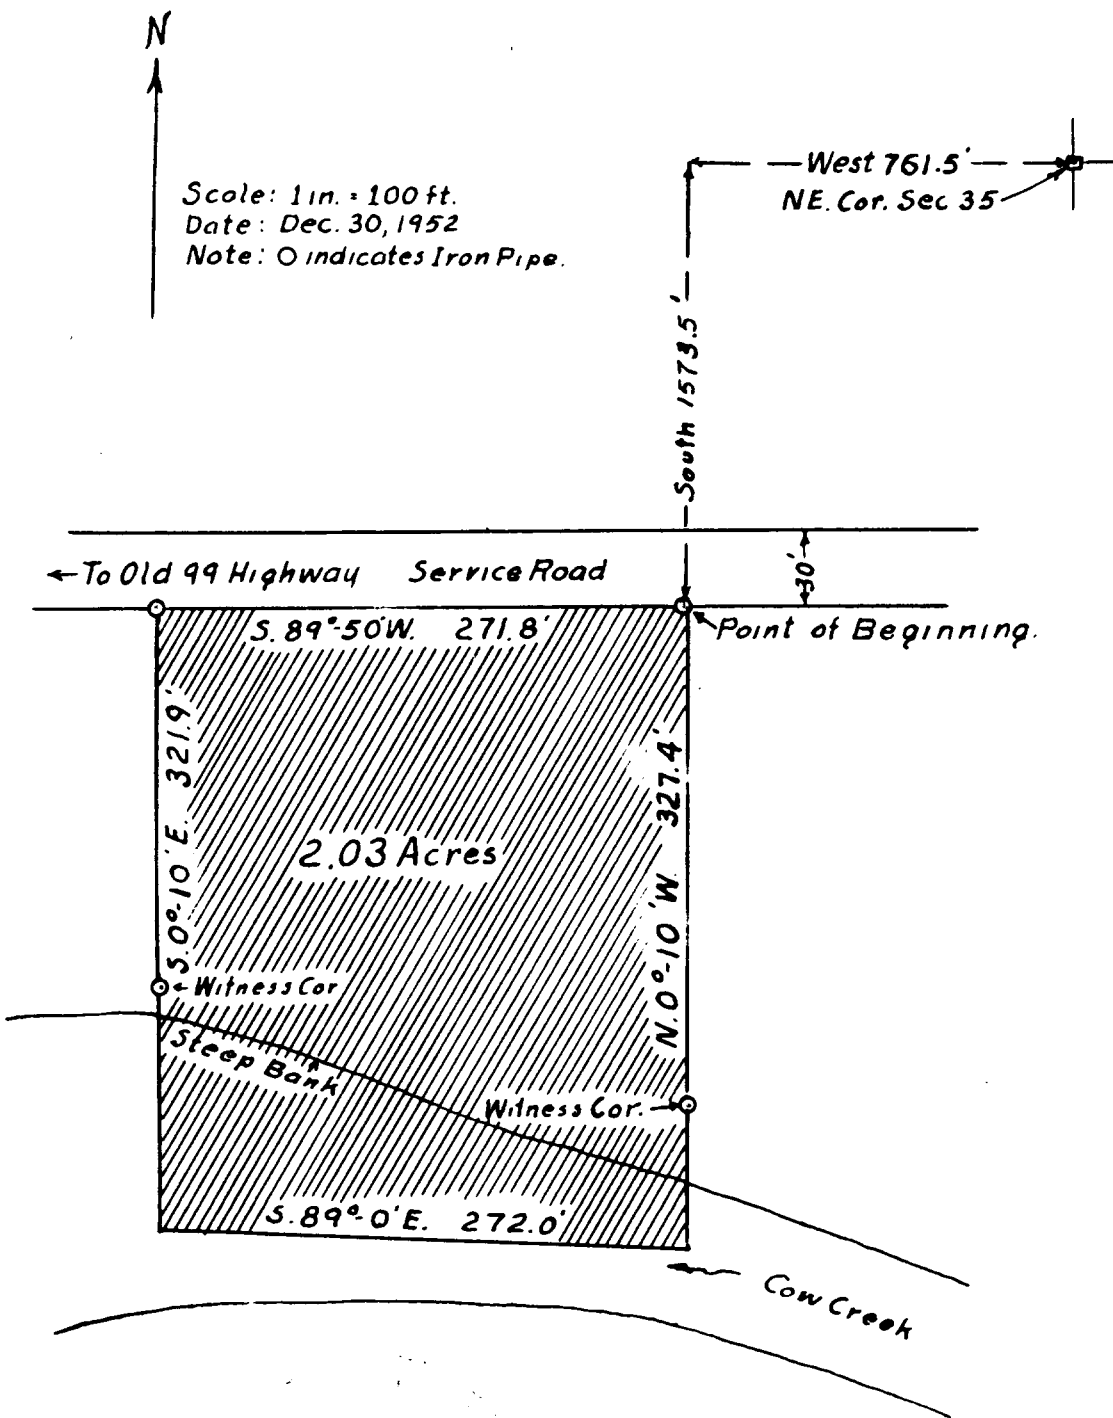 N
West 761.5'
NE. Cor. Sec 35
Scale: 1 in. = 100 ft.
Date: Dec. 30, 1952
Note: O indicates Iron Pipe.
South 1573.5'
←To Old 99 Highway Service Road
30'
S. 89°-50'W. 271.8'
Point of Beginning.
S.0°-10'E. 321.9'
N.0°-10'W 327.4'
2.03 Acres
Witness Cor
Steep Bank
Witness Cor.
S.89°-0'E. 272.0'
Cow Creek